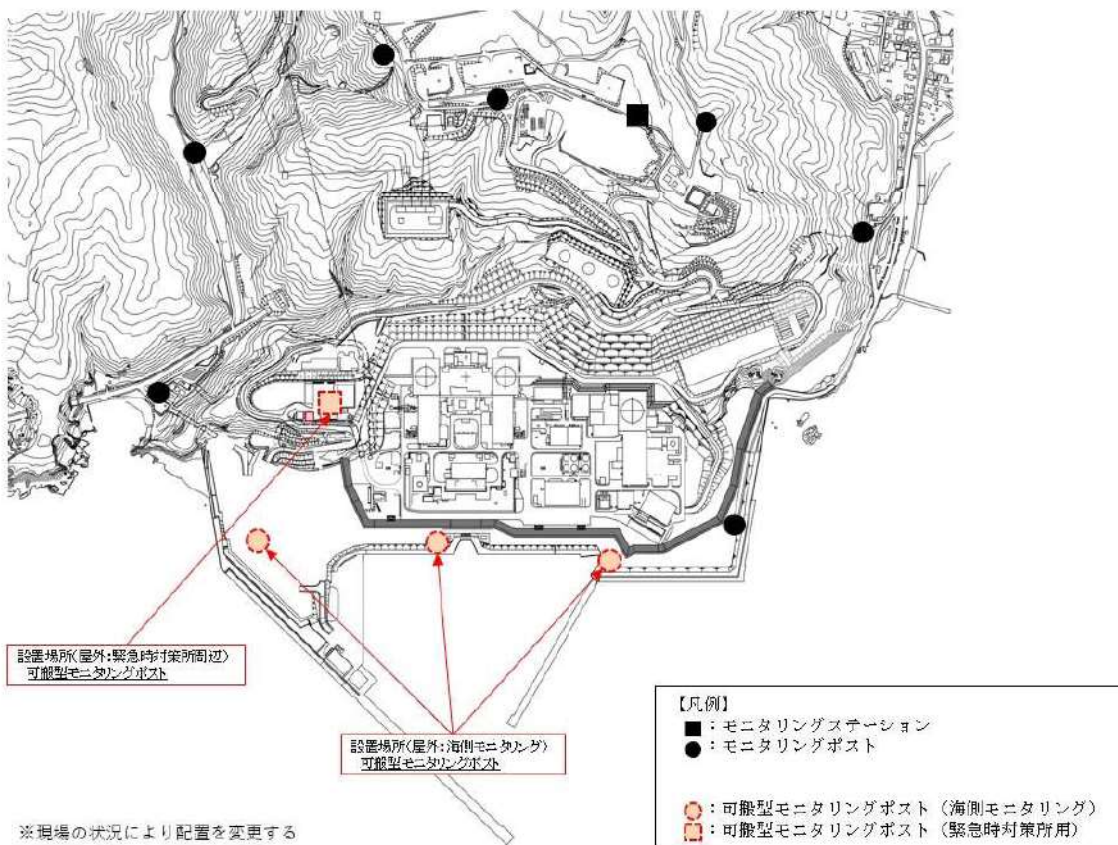 設置場所(屋外:緊急時対策所周辺)
可搬型モニタリングポスト
設置場所(屋外:海側モニタリング)
可搬型モニタリングポスト
※現場の状況により配置を変更する
【凡例】
■:モニタリングステーション
●:モニタリングポスト
:可搬型モニタリングポスト(海側モニタリング)
:可搬型モニタリングポスト(緊急時対策所用)